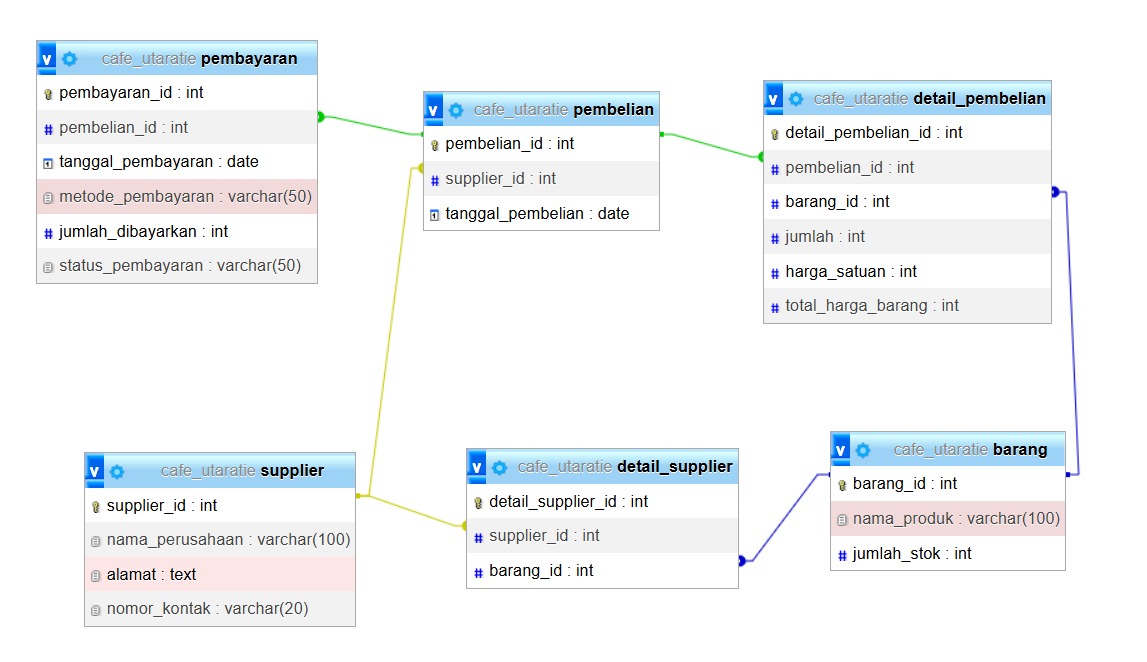 cafe_utaratie pembayaran
pembayaran_id : int
pembelian_id : int
tanggal_pembayaran : date
metode_pembayaran : varchar(50)
jumlah_dibayarkan : int
status_pembayaran : varchar(50)
cafe_utaratie pembelian
pembelian_id : int
supplier_id : int
tanggal_pembelian : date
cafe_utaratie detail_pembelian
detail_pembelian_id : int
pembelian_id : int
barang_id : int
jumlah : int
harga_satuan : int
total_harga_barang : int
cafe_utaratie supplier
supplier_id : int
nama_perusahaan : varchar(100)
alamat : text
nomor_kontak : varchar(20)
cafe_utaratie detail_supplier
detail_supplier_id : int
supplier_id : int
barang_id : int
cafe_utaratie barang
barang_id : int
nama_produk : varchar(100)
jumlah_stok : int